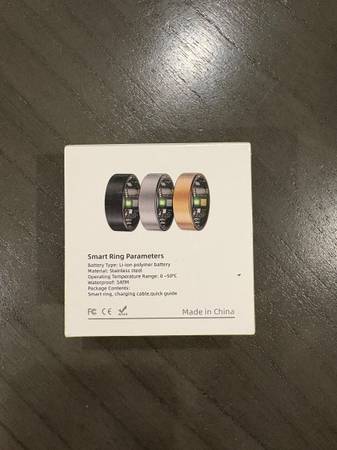 Smart Ring Parameters
Battery Type: Li-ion polymer battery
Material: Stainless steel
Operating Temperature Range: 0 ~50°C
Waterproof: 5ATM
Package Contents:
Smart ring, charging cable,quick guide
FC CE
Made in China